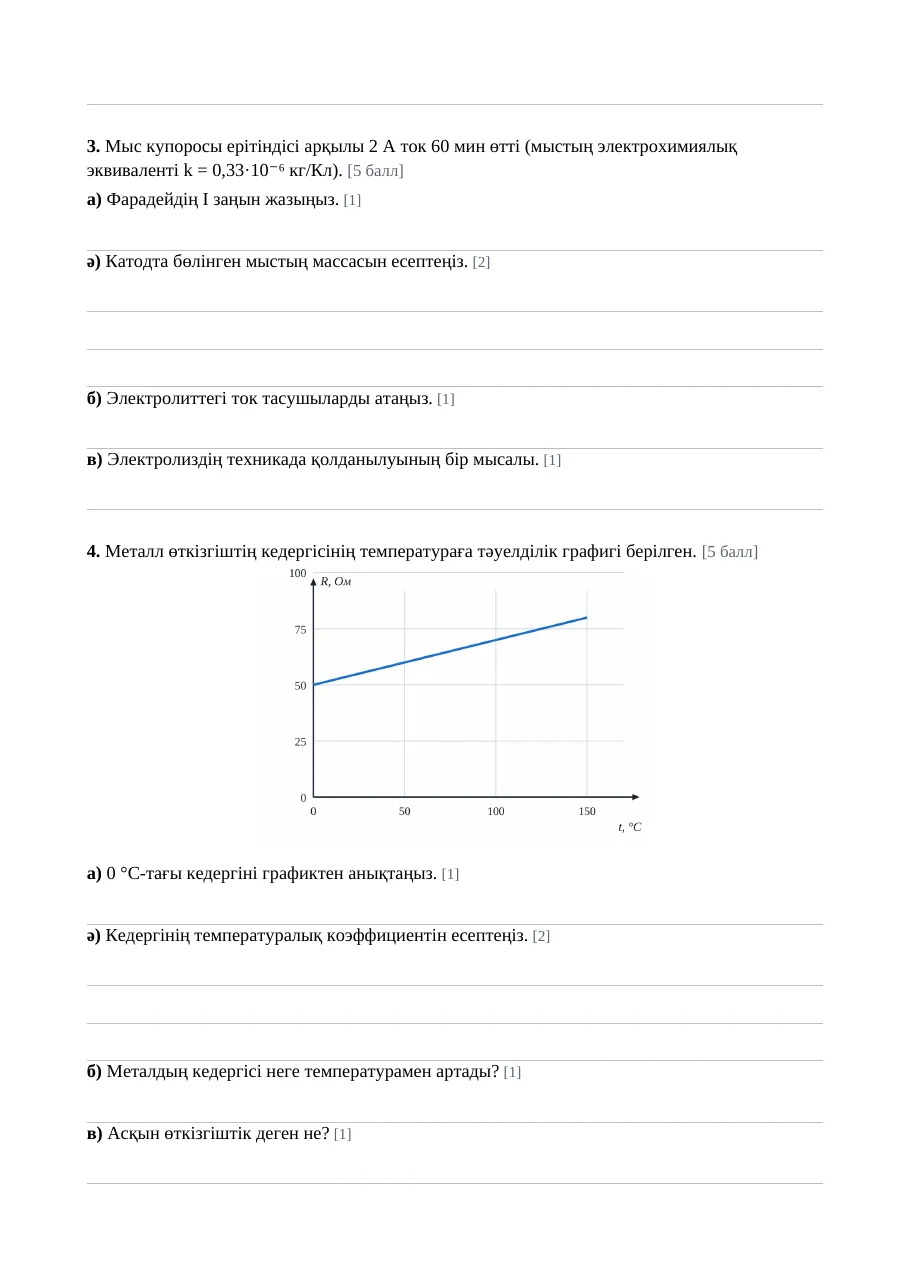 3. Мыс купоросы ерітіндісі арқылы 2 А ток 60 мин өтті (мыстың электрохимиялық
эквиваленті k = 0,33·10⁻⁶ кг/Кл). [5 балл]
а) Фарадейдің I заңын жазыңыз. [1]
ә) Катодта бөлінген мыстың массасын есептеңіз. [2]
б) Электролиттегі ток тасушыларды атаңыз. [1]
в) Электролиздің техникада қолданылуының бір мысалы. [1]
4. Металл өткізгіштің кедергісінің температураға тәуелділік графигі берілген. [5 балл]
100
R, Ом
75
50
25
0
0 50 100 150
t, °C
а) 0 °C-тағы кедергіні графиктен анықтаңыз. [1]
ә) Кедергінің температуралық коэффициентін есептеңіз. [2]
б) Металдың кедергісі неге температурамен артады? [1]
в) Асқын өткізгіштік деген не? [1]